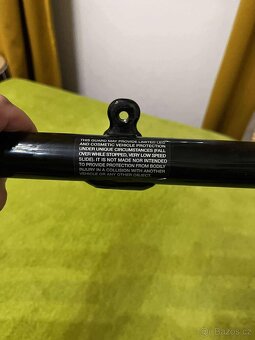 THIS GUARD MAY PROVIDE LIMITED LEG
AND COSMETIC VEHICLE PROTECTION
UNDER UNIQUE CIRCUMSTANCES (FALL
OVER WHILE STOPPED, VERY LOW SPEED
SLIDE). IT IS NOT MADE NOR INTENDED
TO PROVIDE PROTECTION FROM BODILY
INJURY IN A COLLISION WITH ANOTHER
VEHICLE OR ANY OTHER OBJECT.
Bazos.cz